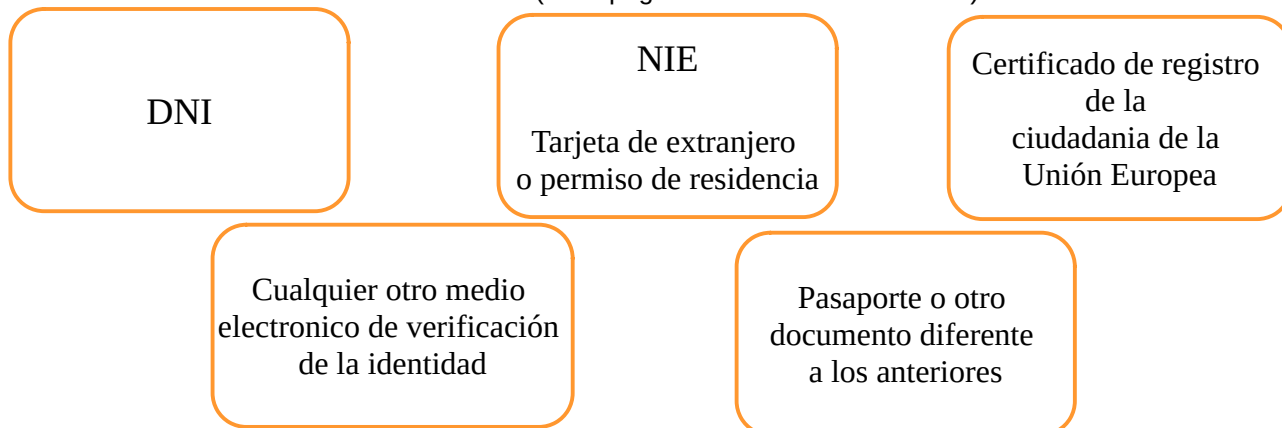 DNI
NIE
Tarjeta de extranjero
o permiso de residencia
Certificado de registro
de la
ciudadania de la
Unión Europea
Cualquier otro medio
electronico de verificación
de la identidad
Pasaporte o otro
documento diferente
a los anteriores